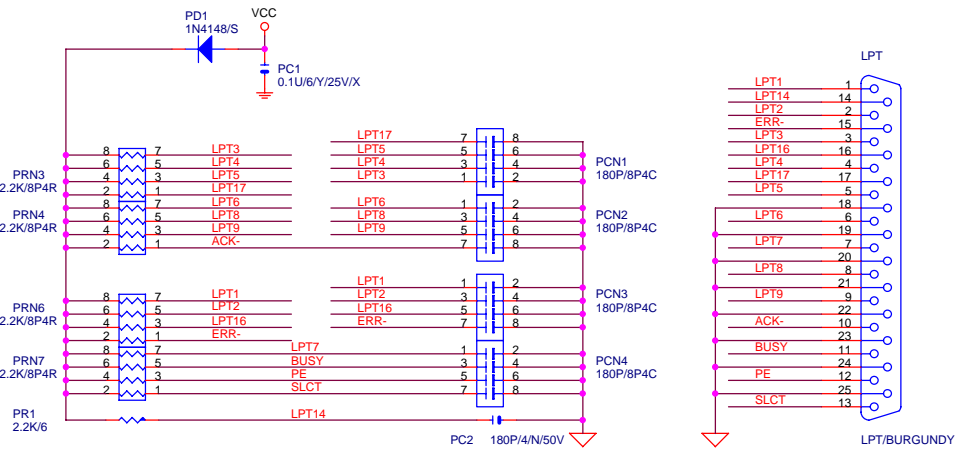 PD1
1N4148/S
VCC
PC1
0.1U/6/Y/25V/X
PRN3
2.2K/8P4R
8 7 LPT3
6 5 LPT4
4 3 LPT5
2 1 LPT17
PRN4
2.2K/8P4R
8 7 LPT6
6 5 LPT8
4 3 LPT9
2 1 ACK-
LPT17 7 8
LPT5 5 6
LPT4 3 4
LPT3 1 2
PCN1
180P/8P4C
LPT6 1 2
LPT8 3 4
LPT9 5 6
7 8
PCN2
180P/8P4C
PRN6
2.2K/8P4R
8 7 LPT1
6 5 LPT2
4 3 LPT16
2 1 ERR-
LPT1 1 2
LPT2 3 4
LPT16 5 6
ERR- 7 8
PCN3
180P/8P4C
PRN7
2.2K/8P4R
8 7 LPT7 1 2
6 5 BUSY 3 4
4 3 PE 5 6
2 1 SLCT 7 8
PCN4
180P/8P4C
PR1
2.2K/6
LPT14
PC2 180P/4/N/50V
LPT
LPT1 1
LPT14 14
LPT2 2
ERR- 15
LPT3 3
LPT16 16
LPT4 4
LPT17 17
LPT5 5
18
LPT6 6
19
LPT7 7
20
LPT8 8
21
LPT9 9
22
ACK- 10
23
BUSY 11
24
PE 12
25
SLCT 13
LPT/BURGUNDY